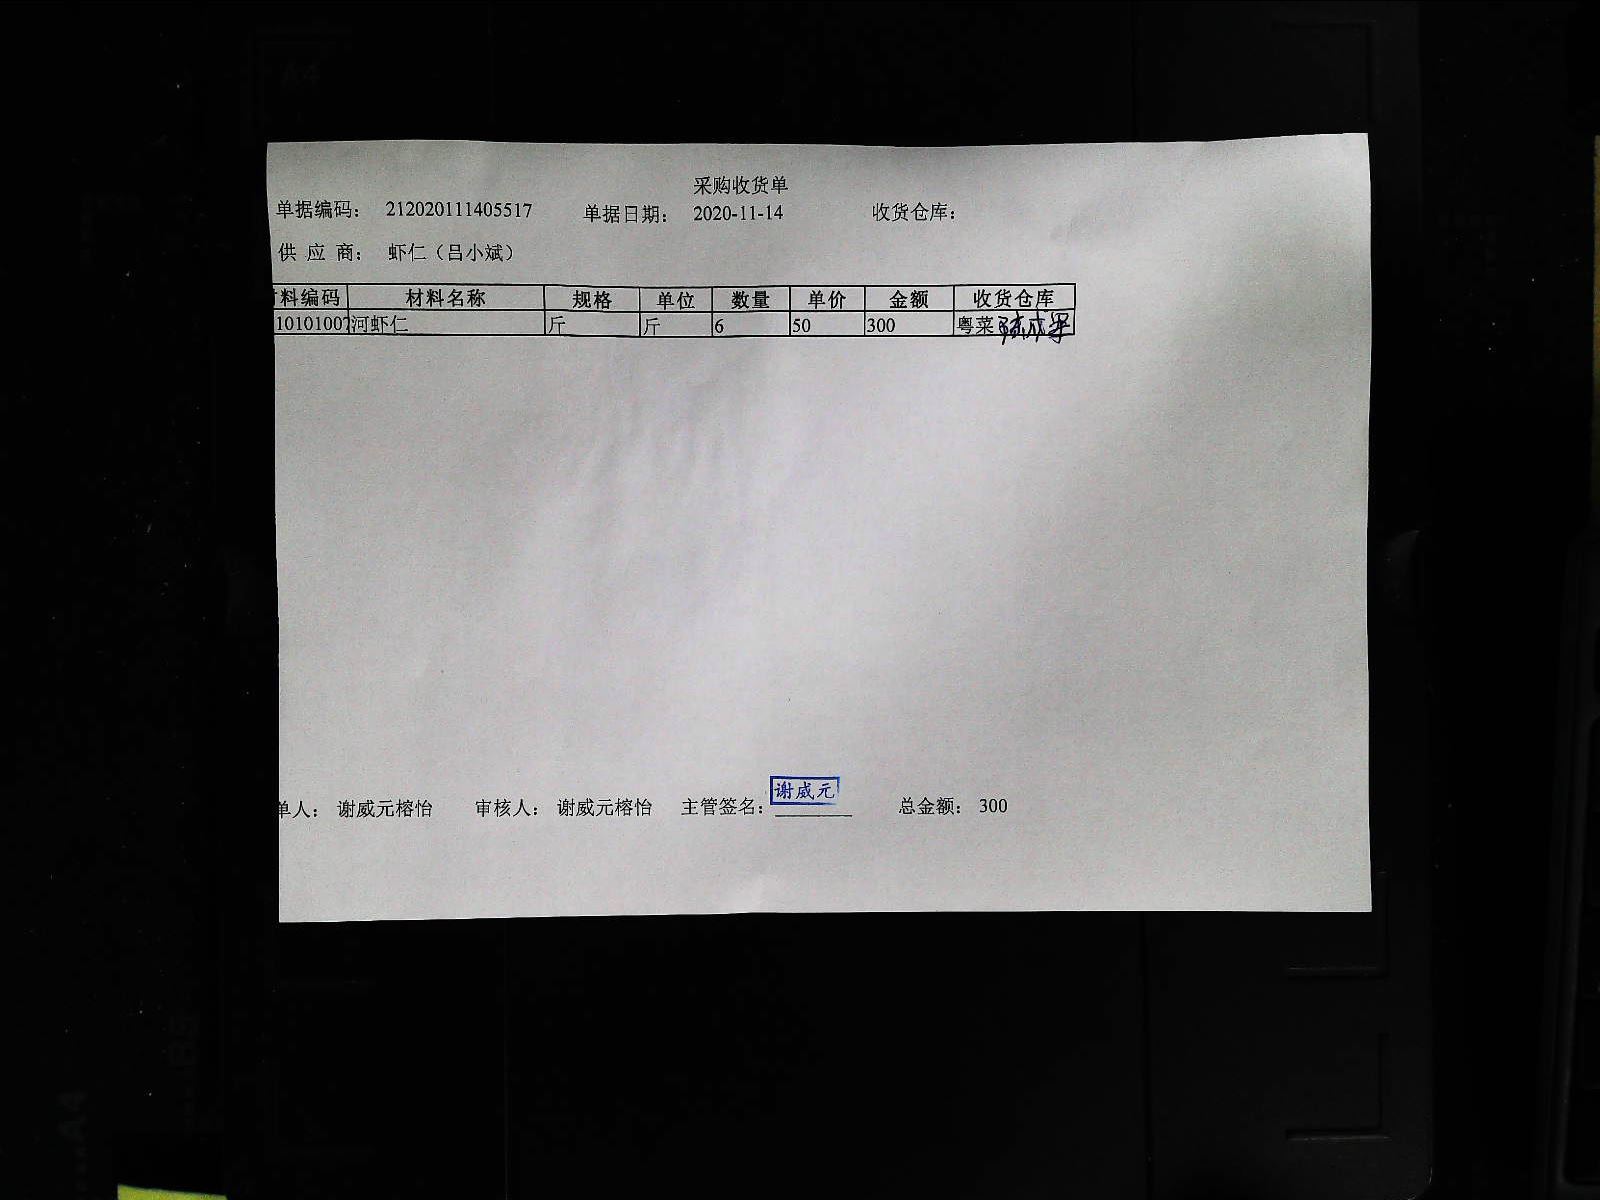 采购收货单
单据编码： 212020111405517 单据日期： 2020-11-14 收货仓库：
供 应 商： 虾仁（吕小斌）
料编码 材料名称 规格 单位 数量 单价 金额 收货仓库
10101007 河虾仁 斤 斤 6 50 300 粤菜
谢威元
单人： 谢威元榕怡 审核人： 谢威元榕怡 主管签名： 总金额： 300